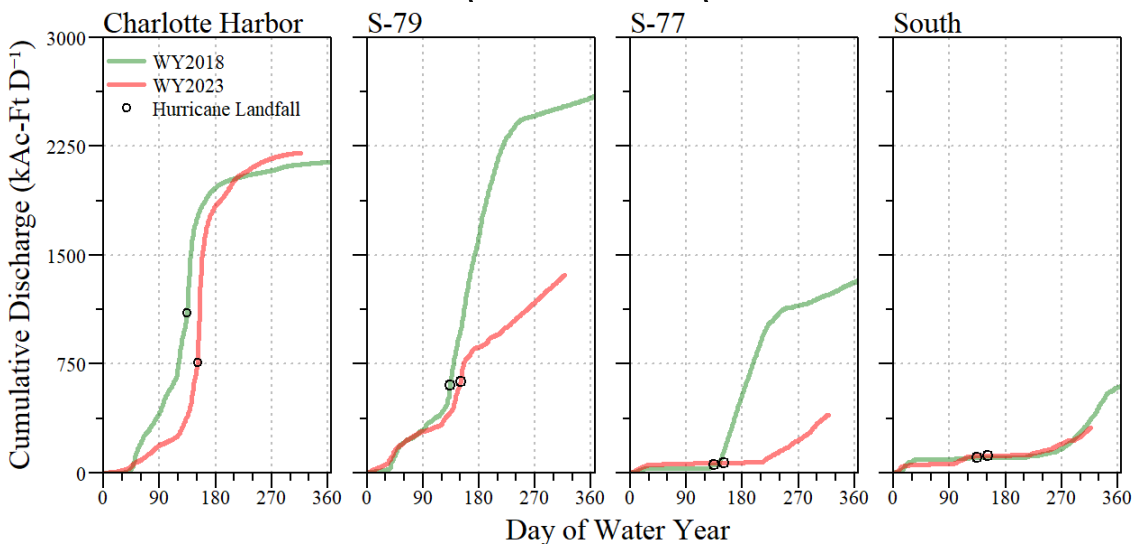 Charlotte Harbor
S-79
S-77
South
Cumulative Discharge (kAc-Ft D⁻¹)
3000
2250
1500
750
0
WY2018
WY2023
Hurricane Landfall
0 90 180 270 360
0 90 180 270 360
0 90 180 270 360
0 90 180 270 360
Day of Water Year